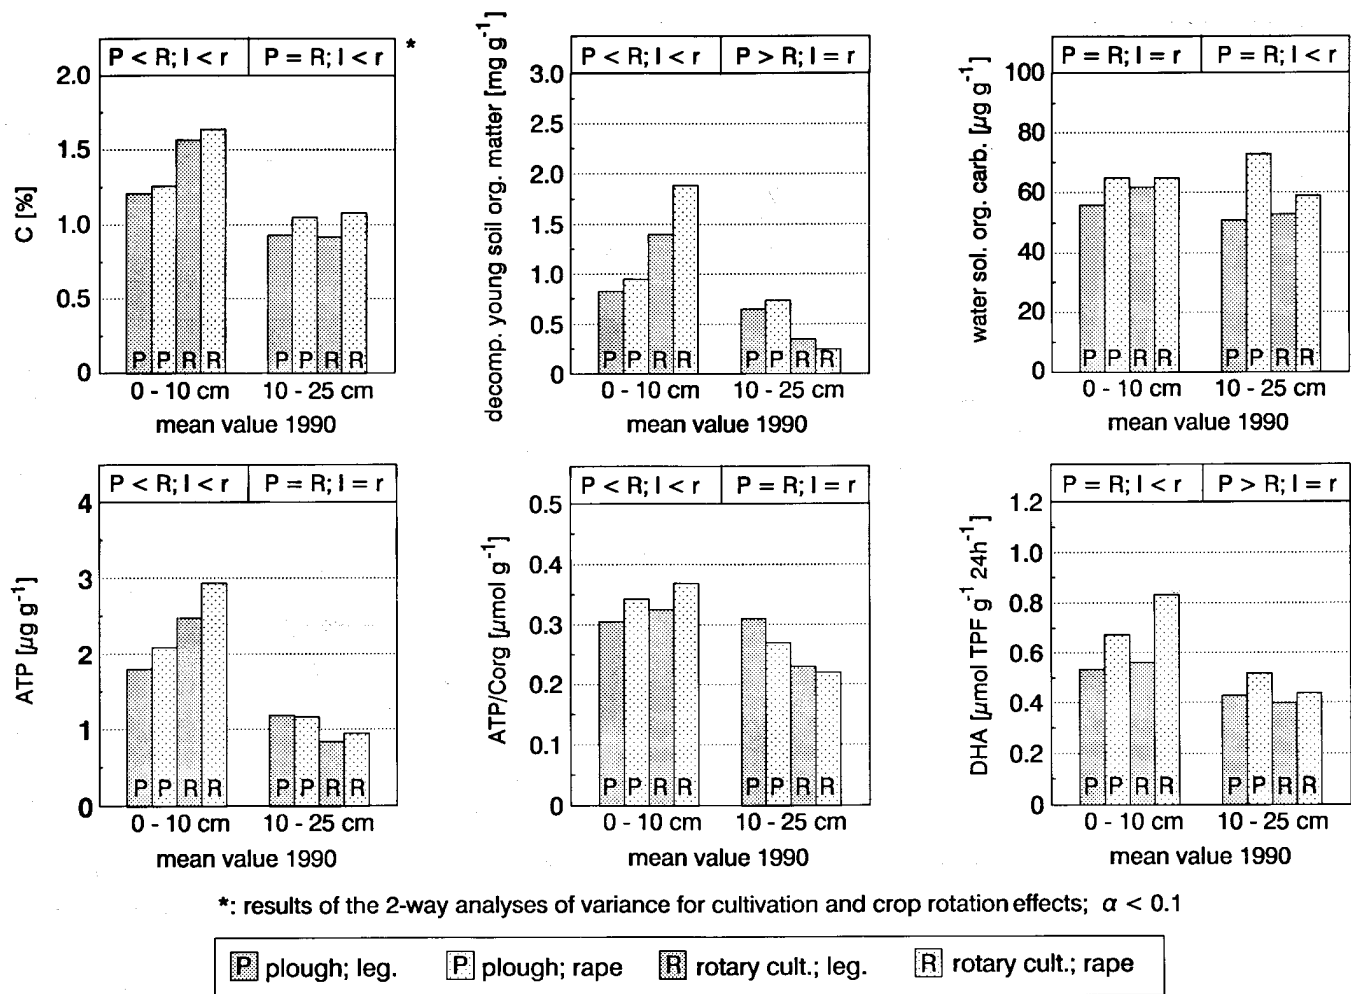 P < R; l < r
P = R; l < r
*
C [%]
2.0
1.5
1.0
0.5
0
P P R R
P P R R
0 - 10 cm
10 - 25 cm
mean value 1990
P < R; l < r
P > R; l = r
decomp. young soil org. matter [mg g-1]
3.0
2.5
2.0
1.5
1.0
0.5
0
P P R R
P P R R
0 - 10 cm
10 - 25 cm
mean value 1990
P = R; l = r
P = R; l < r
water sol. org. carb. [µg g-1]
100
80
60
40
20
0
P P R R
P P R R
0 - 10 cm
10 - 25 cm
mean value 1990
P < R; l < r
P = R; l = r
ATP [µg g-1]
4
3
2
1
0
P P R R
P P R R
0 - 10 cm
10 - 25 cm
mean value 1990
P < R; l < r
P = R; l = r
ATP/Corg [µmol g-1]
0.5
0.4
0.3
0.2
0.1
0
P P R R
P P R R
0 - 10 cm
10 - 25 cm
mean value 1990
P = R; l < r
P > R; l = r
DHA [µmol TPF g-1 24h-1]
1.2
1.0
0.8
0.6
0.4
0.2
0
P P R R
P P R R
0 - 10 cm
10 - 25 cm
mean value 1990
*: results of the 2-way analyses of variance for cultivation and crop rotation effects; α < 0.1
P plough; leg. P plough; rape R rotary cult.; leg. R rotary cult.; rape